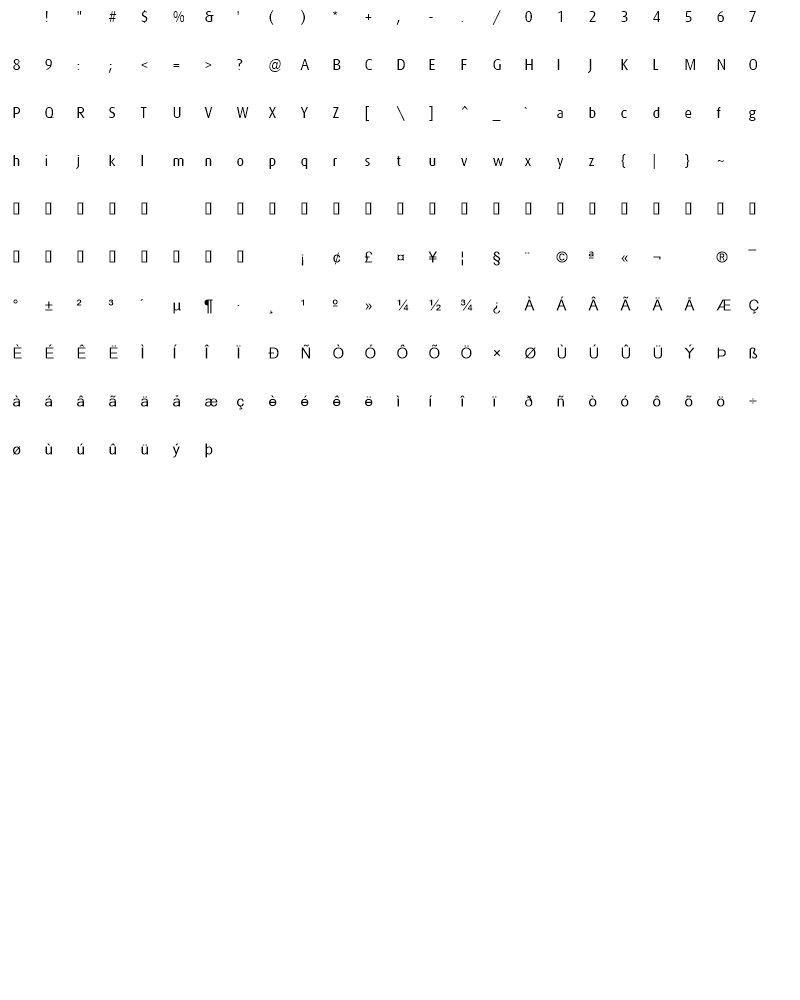 ! " # $ % & ' ( ) * + , - . / 0 1 2 3 4 5 6 7
8 9 : ; < = > ? @ A B C D E F G H I J K L M N O
P Q R S T U V W X Y Z [ \ ] ^ _ ` a b c d e f g
h i j k l m n o p q r s t u v w x y z { | } ~
▯ ▯ ▯ ▯ ▯ ▯ ▯ ▯ ▯ ▯ ▯ ▯ ▯ ▯ ▯ ▯ ▯ ▯ ▯ ▯ ▯ ▯ ▯
▯ ▯ ▯ ▯ ▯ ▯ ▯ ▯ ¡ ¢ £ ¤ ¥ ¦ § ¨ © ª « ¬ ® ¯
° ± ² ³ ´ µ ¶ · ¸ ¹ º » ¼ ½ ¾ ¿ À Á Â Ã Ä Å Æ Ç
È É Ê Ë Ì Í Î Ï Ð Ñ Ò Ó Ô Õ Ö × Ø Ù Ú Û Ü Ý Þ ß
à á â ã ä å æ ç è é ê ë ì í î ï ð ñ ò ó ô õ ö ÷
ø ù ú û ü ý þ